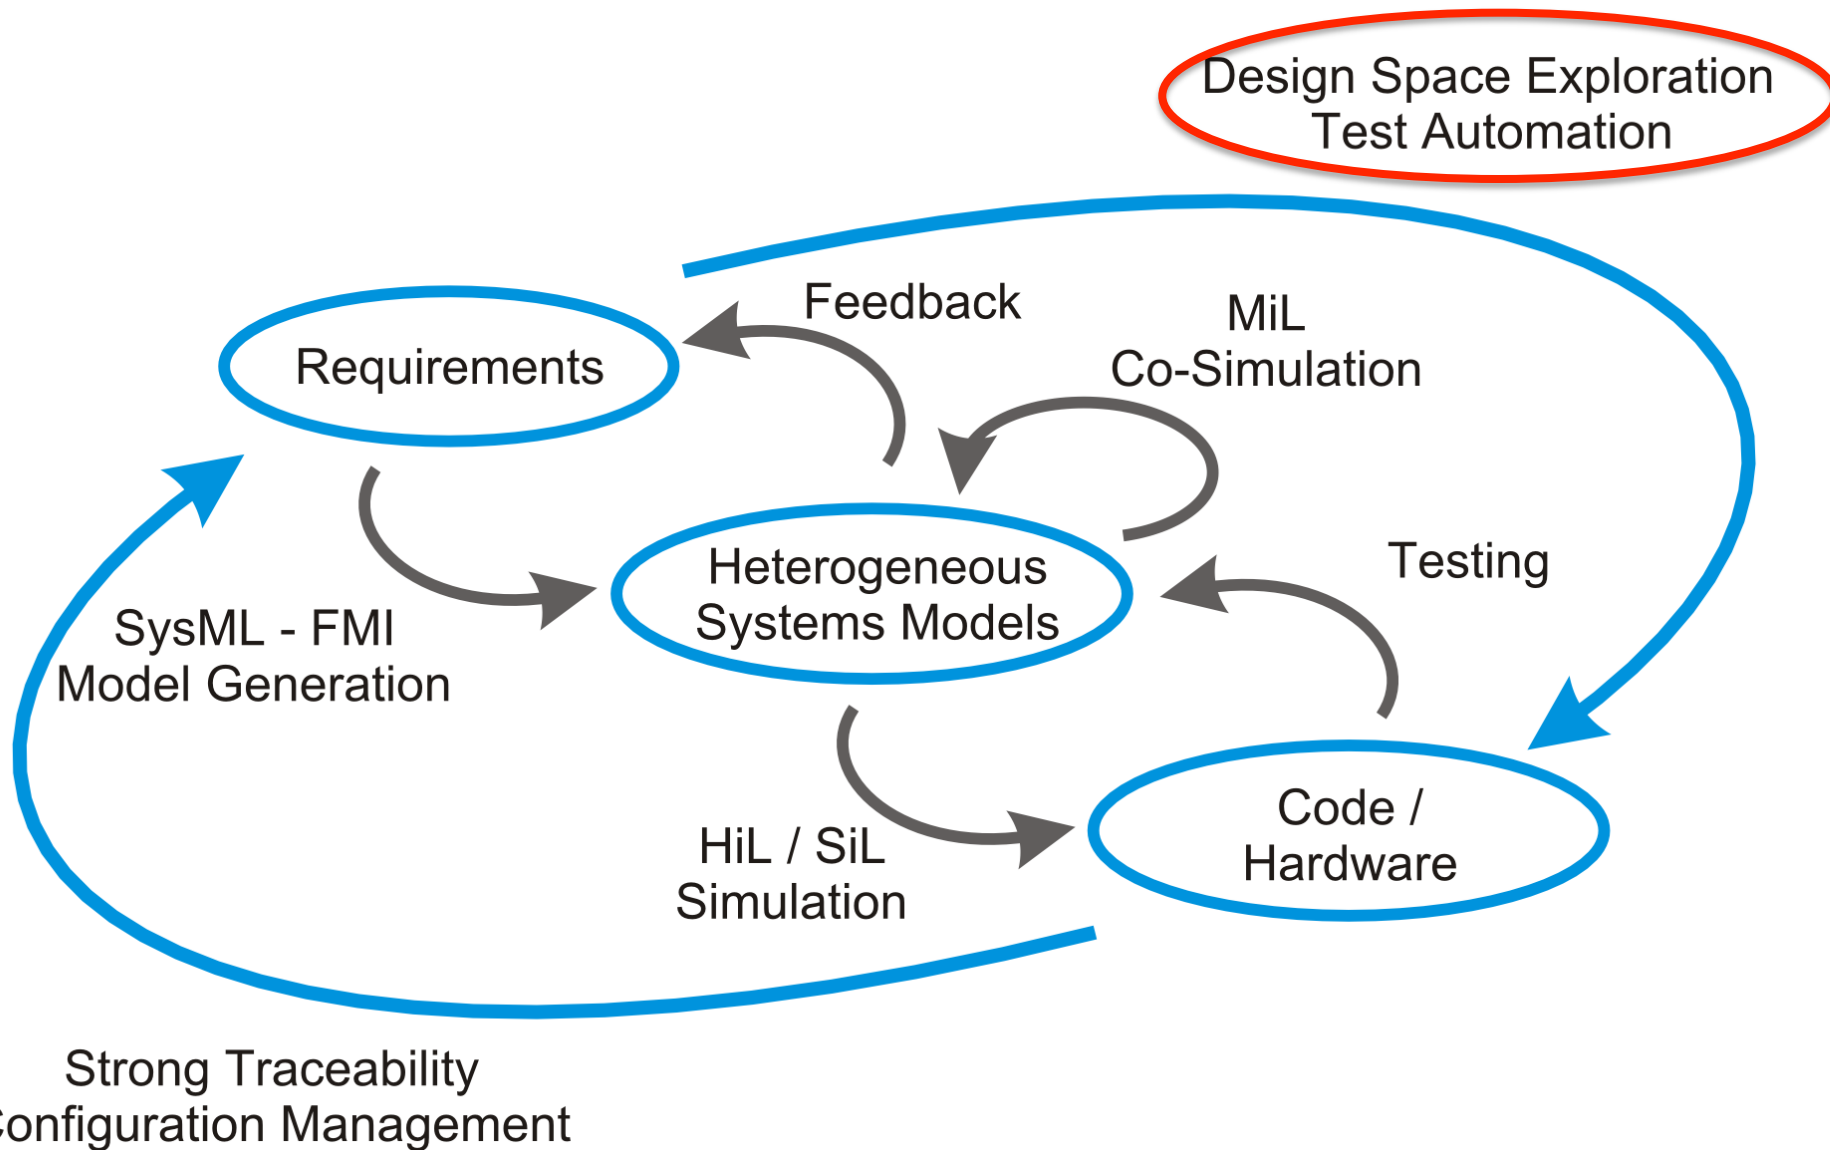 Design Space Exploration
Test Automation
Feedback
MiL
Co-Simulation
Requirements
Testing
Heterogeneous
Systems Models
SysML - FMI
Model Generation
Code /
Hardware
HiL / SiL
Simulation
Strong Traceability
Configuration Management